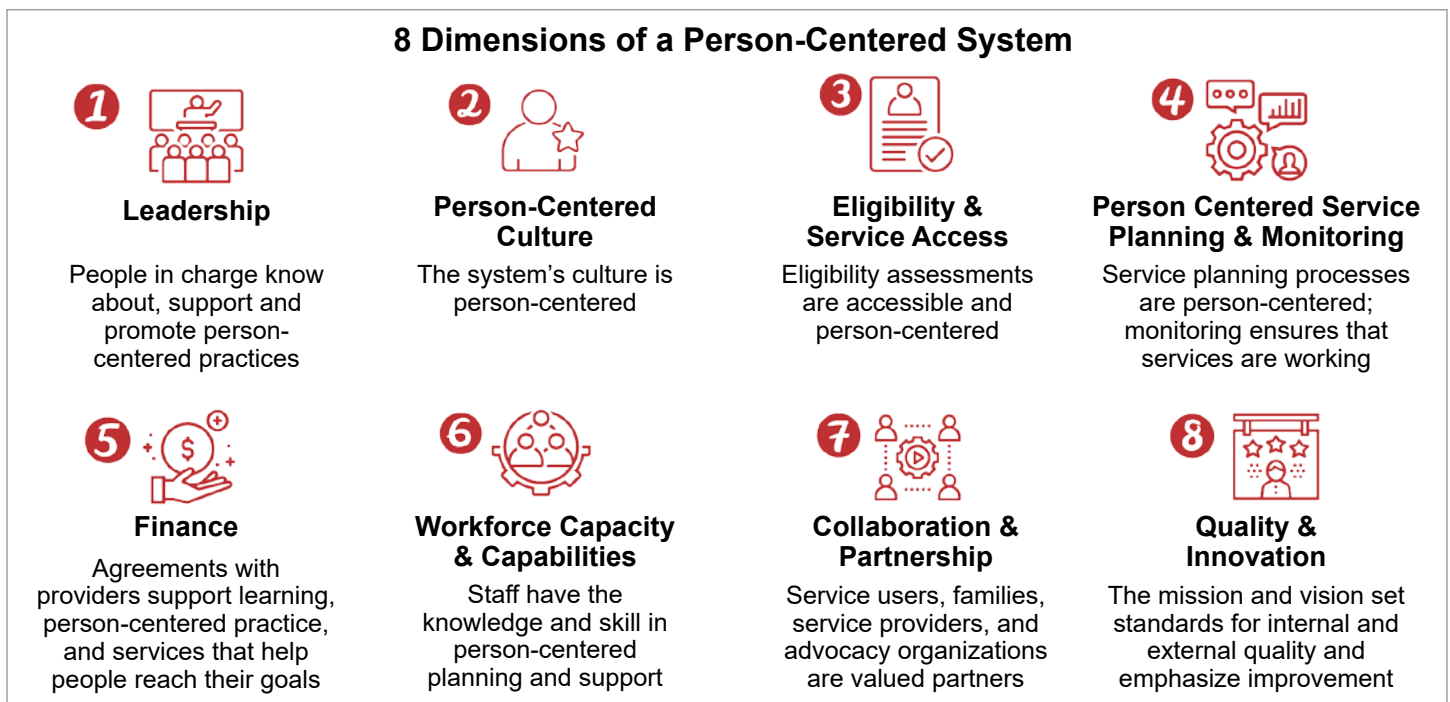 8 Dimensions of a Person-Centered System
1
Leadership
People in charge know
about, support and
promote person-
centered practices
2
Person-Centered
Culture
The system's culture is
person-centered
3
Eligibility &
Service Access
Eligibility assessments
are accessible and
person-centered
4
Person Centered Service
Planning & Monitoring
Service planning processes
are person-centered;
monitoring ensures that
services are working
5
$
Finance
Agreements with
providers support learning,
person-centered practice,
and services that help
people reach their goals
6
Workforce Capacity
& Capabilities
Staff have the
knowledge and skill in
person-centered
planning and support
7
Collaboration &
Partnership
Service users, families,
service providers, and
advocacy organizations
are valued partners
8
Quality &
Innovation
The mission and vision set
standards for internal and
external quality and
emphasize improvement